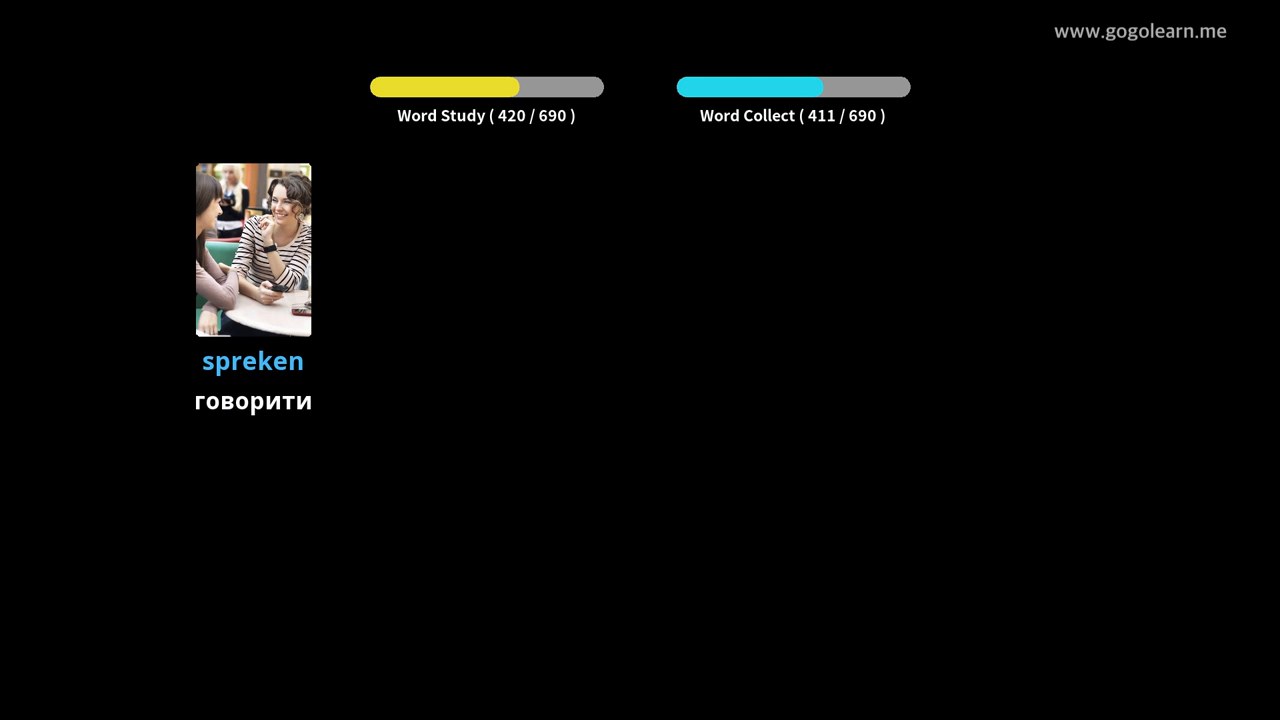 www.gogolearn.me
Word Study ( 420 / 690 )
Word Collect ( 411 / 690 )
spreken
говорити